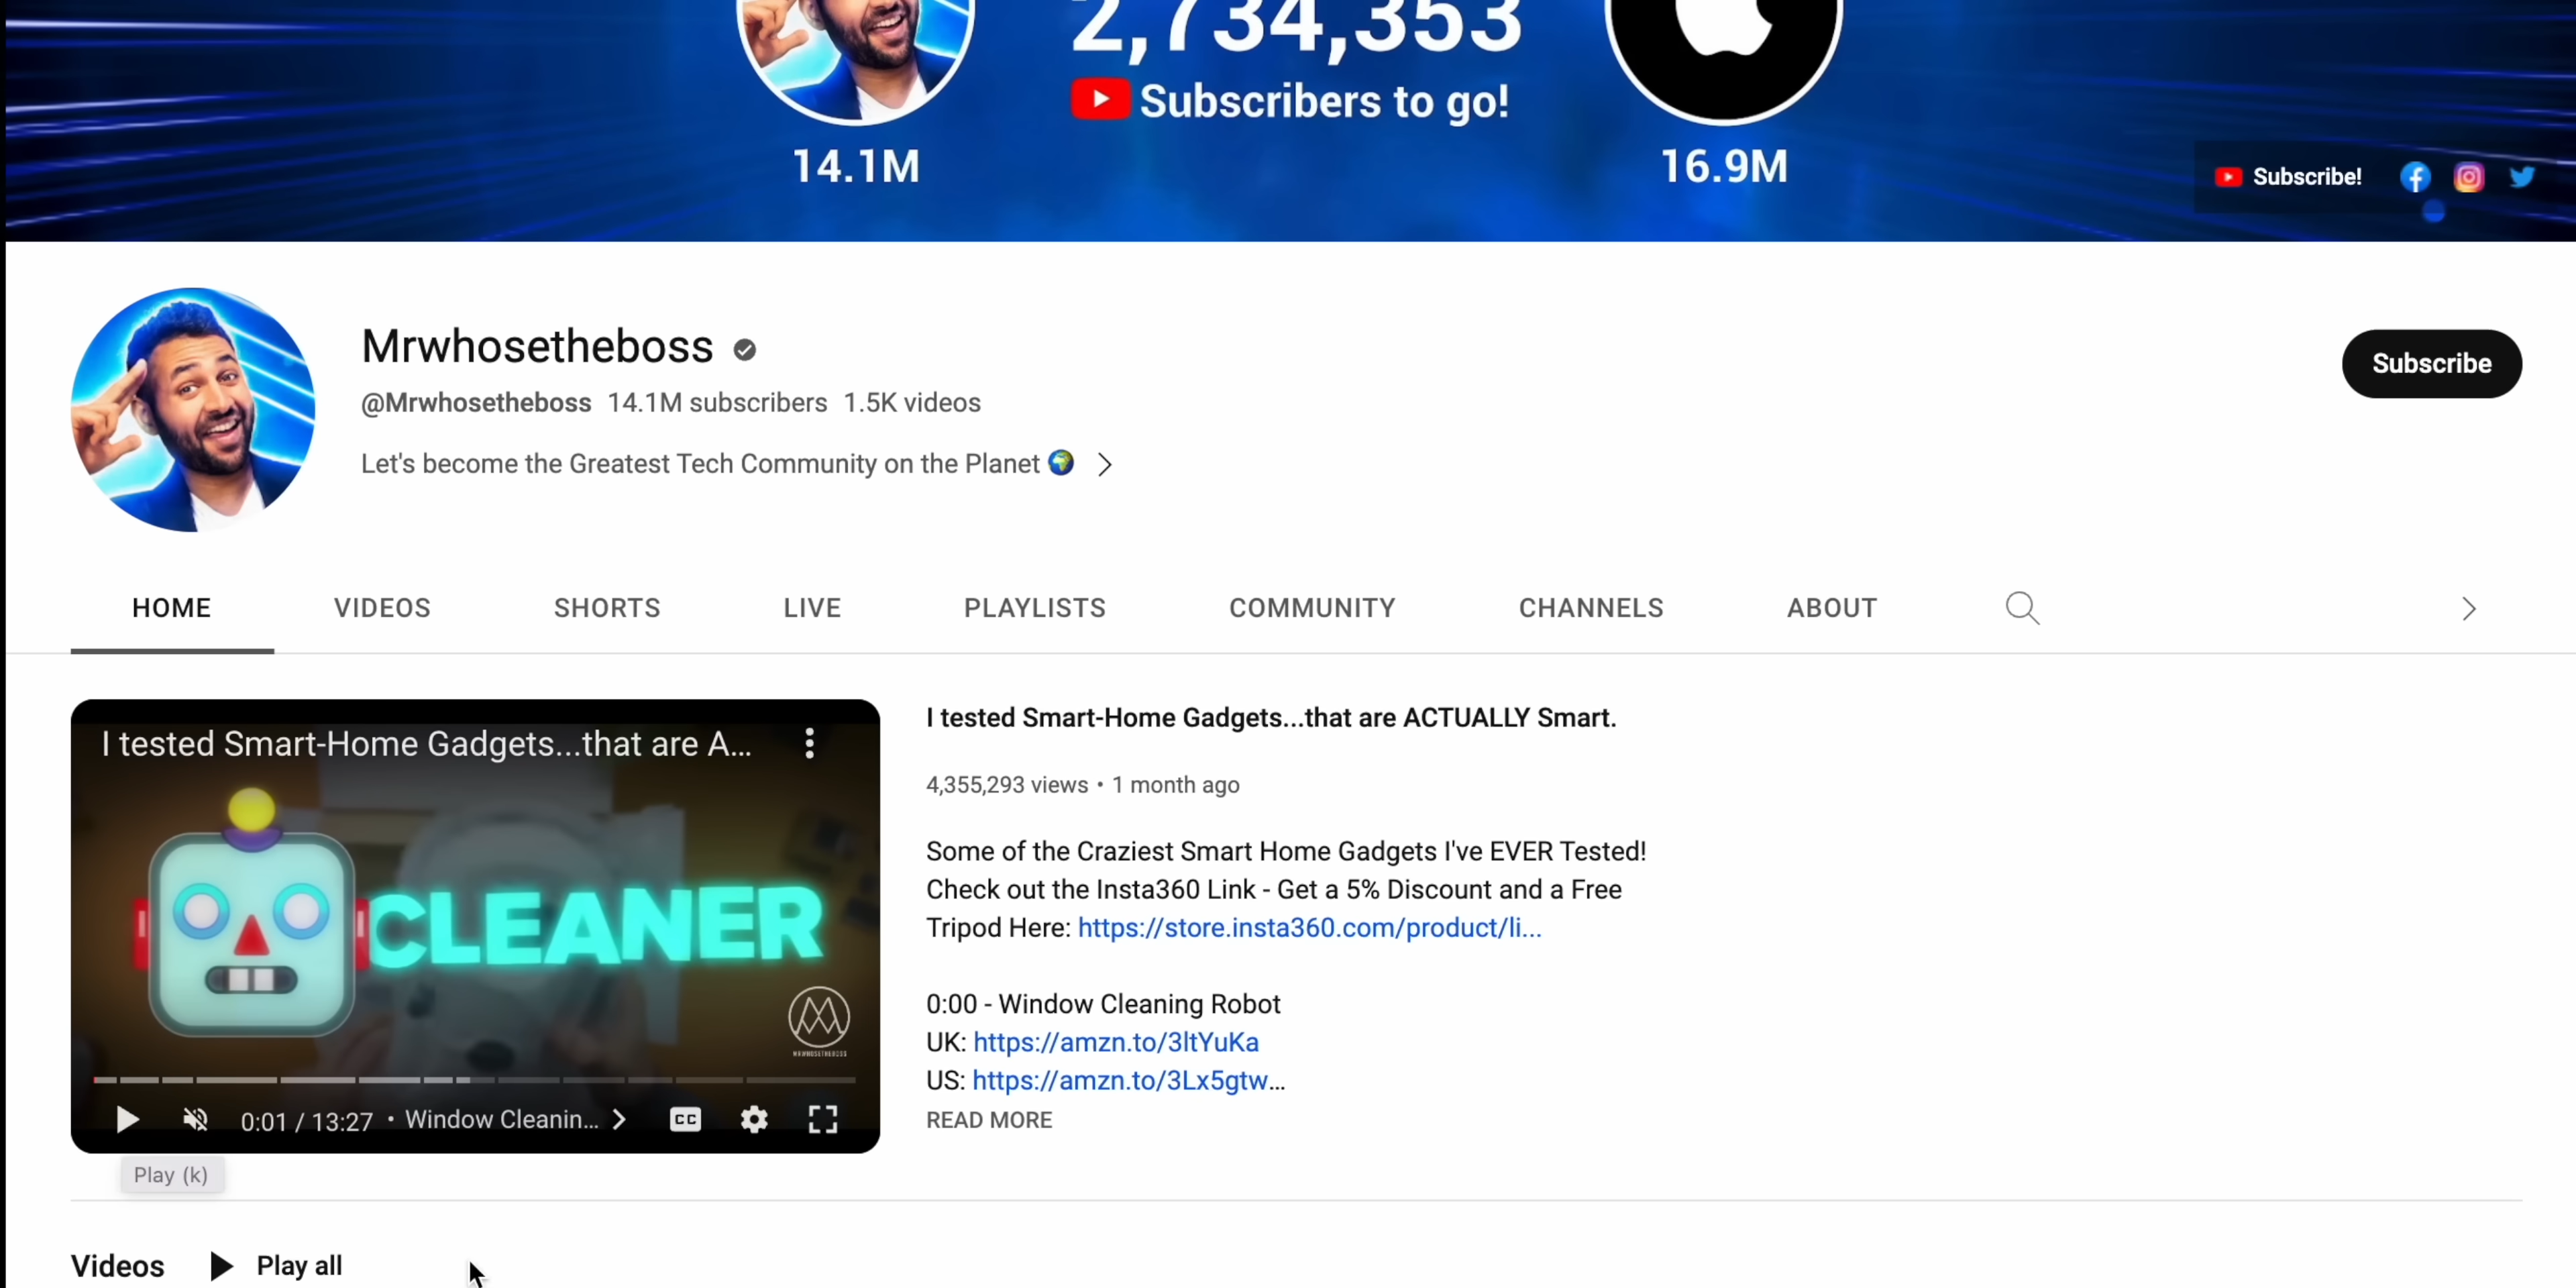 2,734,353
Subscribers to go!
14.1M
16.9M
Subscribe!
Mrwhosetheboss
@Mrwhosetheboss 14.1M subscribers 1.5K videos
Let's become the Greatest Tech Community on the Planet 🌍
Subscribe
HOME VIDEOS SHORTS LIVE PLAYLISTS COMMUNITY CHANNELS ABOUT
I tested Smart-Home Gadgets...that are A...
CLEANER
MRWHOSETHEBOSS
0:01 / 13:27 • Window Cleanin...
CC
Play (k)
I tested Smart-Home Gadgets...that are ACTUALLY Smart.
4,355,293 views • 1 month ago
Some of the Craziest Smart Home Gadgets I've EVER Tested!
Check out the Insta360 Link - Get a 5% Discount and a Free
Tripod Here: https://store.insta360.com/product/li...
0:00 - Window Cleaning Robot
UK: https://amzn.to/3ltYuKa
US: https://amzn.to/3Lx5gtw...
READ MORE
Videos Play all